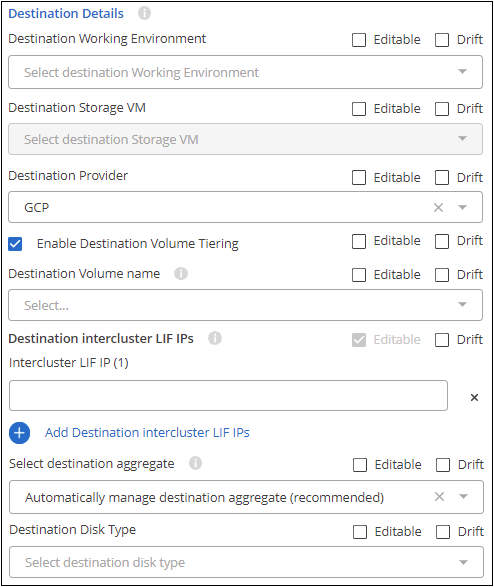 Destination Details
Destination Working Environment Editable Drift
Select destination Working Environment
Destination Storage VM Editable Drift
Select destination Storage VM
Destination Provider Editable Drift
GCP
Enable Destination Volume Tiering Editable Drift
Destination Volume name Editable Drift
Select...
Destination intercluster LIF IPs Editable Drift
Intercluster LIF IP (1)
Add Destination intercluster LIF IPs
Select destination aggregate Editable Drift
Automatically manage destination aggregate (recommended)
Destination Disk Type Editable Drift
Select destination disk type